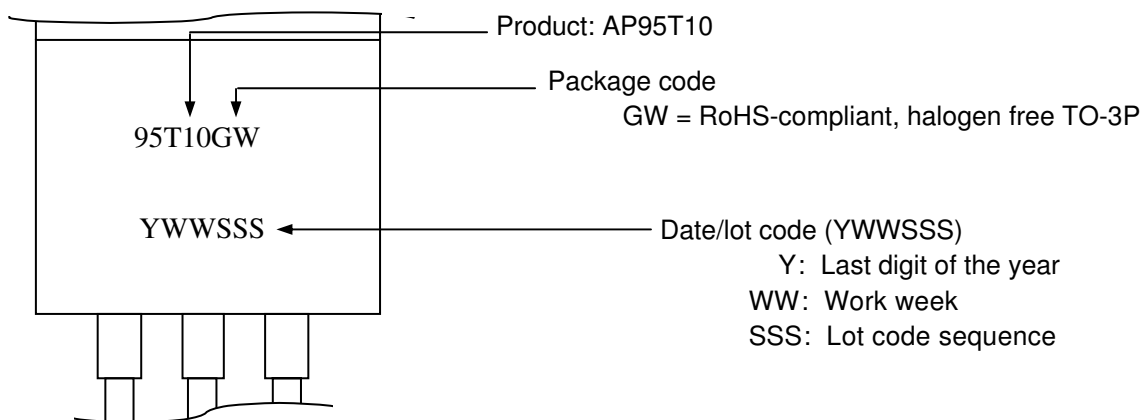 Product: AP95T10
Package code
GW = RoHS-compliant, halogen free TO-3P
95T10GW
YWWSSS
Date/lot code (YWWSSS)
Y: Last digit of the year
WW: Work week
SSS: Lot code sequence